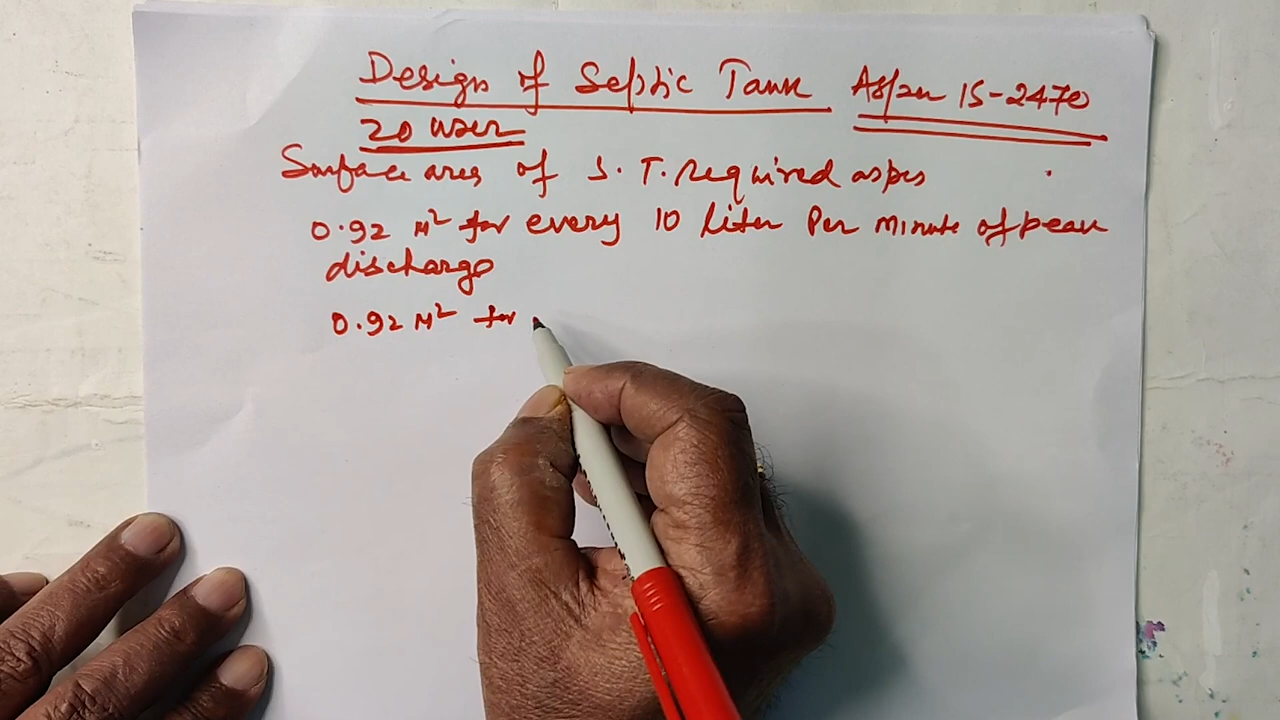 Design of Septic Tank As per IS-2470
20 user
Surface area of S.T. required as per
0.92 M² for every 10 liter Per Minute of peak
discharge
0.92 M² for